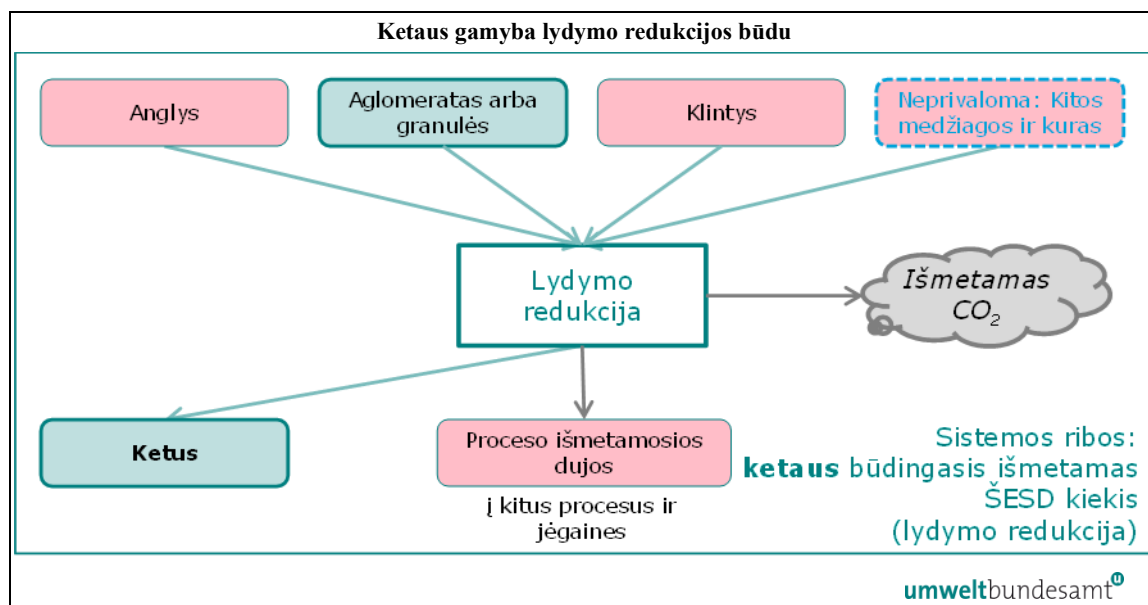 Ketaus gamyba lydymo redukcijos būdu
Anglys
Aglomeratas arba
granulės
Klintys
Neprivaloma: Kitos
medžiagos ir kuras
Lydymo
redukcija
Išmetamas
CO₂
Ketus
Proceso išmetamosios
dujos
į kitus procesus ir
jėgaines
Sistemos ribos:
ketaus būdingasis išmetamas
ŠESD kiekis
(lydymo redukcija)
umweltbundesamt
u